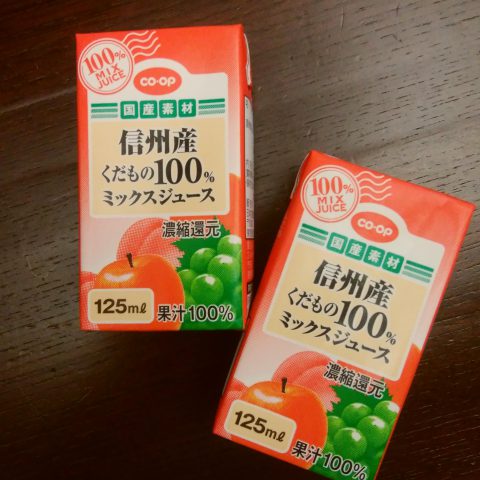 100%
MIX
JUICE
CO・OP
国産素材
信州産
くだもの100%
ミックスジュース
濃縮還元
125ml
果汁100%
100%
MIX
JUICE
CO・OP
国産素材
信州産
くだもの100%
ミックスジュース
濃縮還元
125ml
果汁100%